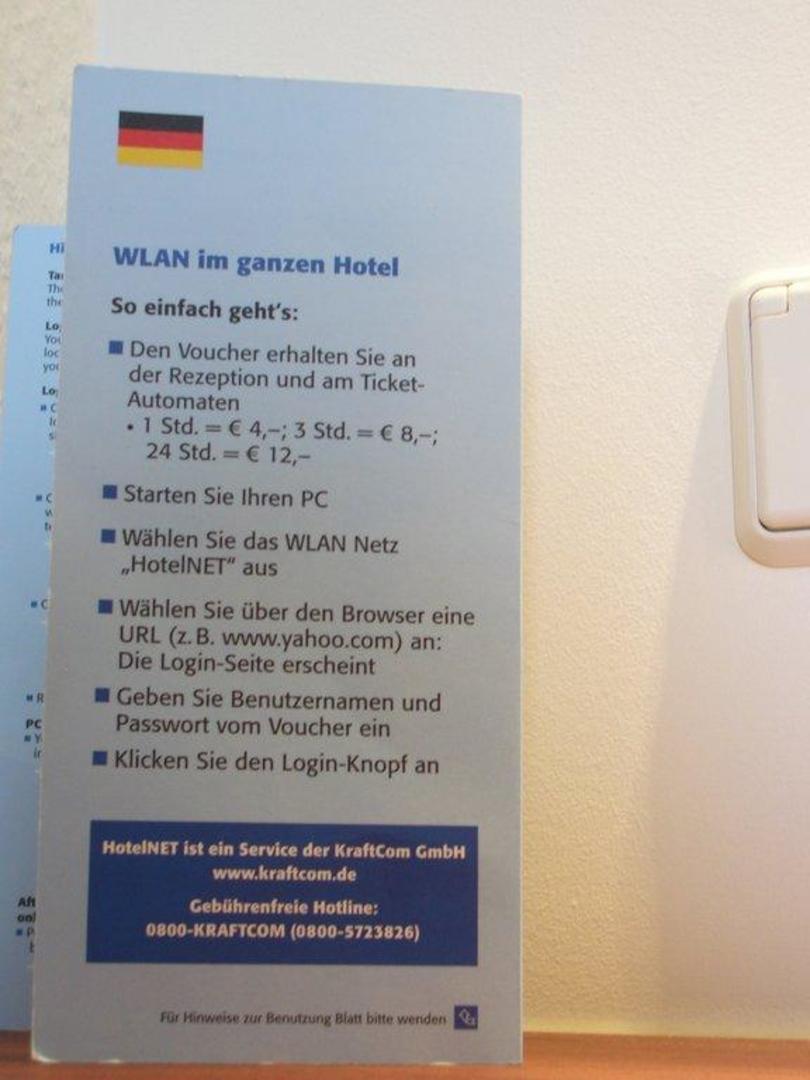 WLAN im ganzen Hotel
So einfach geht's:
■ Den Voucher erhalten Sie an
der Rezeption und am Ticket-
Automaten
• 1 Std. = € 4,–; 3 Std. = € 8,–;
24 Std. = € 12,–
■ Starten Sie Ihren PC
■ Wählen Sie das WLAN Netz
„HotelNET“ aus
■ Wählen Sie über den Browser eine
URL (z. B. www.yahoo.com) an:
Die Login-Seite erscheint
■ Geben Sie Benutzernamen und
Passwort vom Voucher ein
■ Klicken Sie den Login-Knopf an
HotelNET ist ein Service der KraftCom GmbH
www.kraftcom.de
Gebührenfreie Hotline:
0800-KRAFTCOM (0800-5723826)
Für Hinweise zur Benutzung Blatt bitte wenden